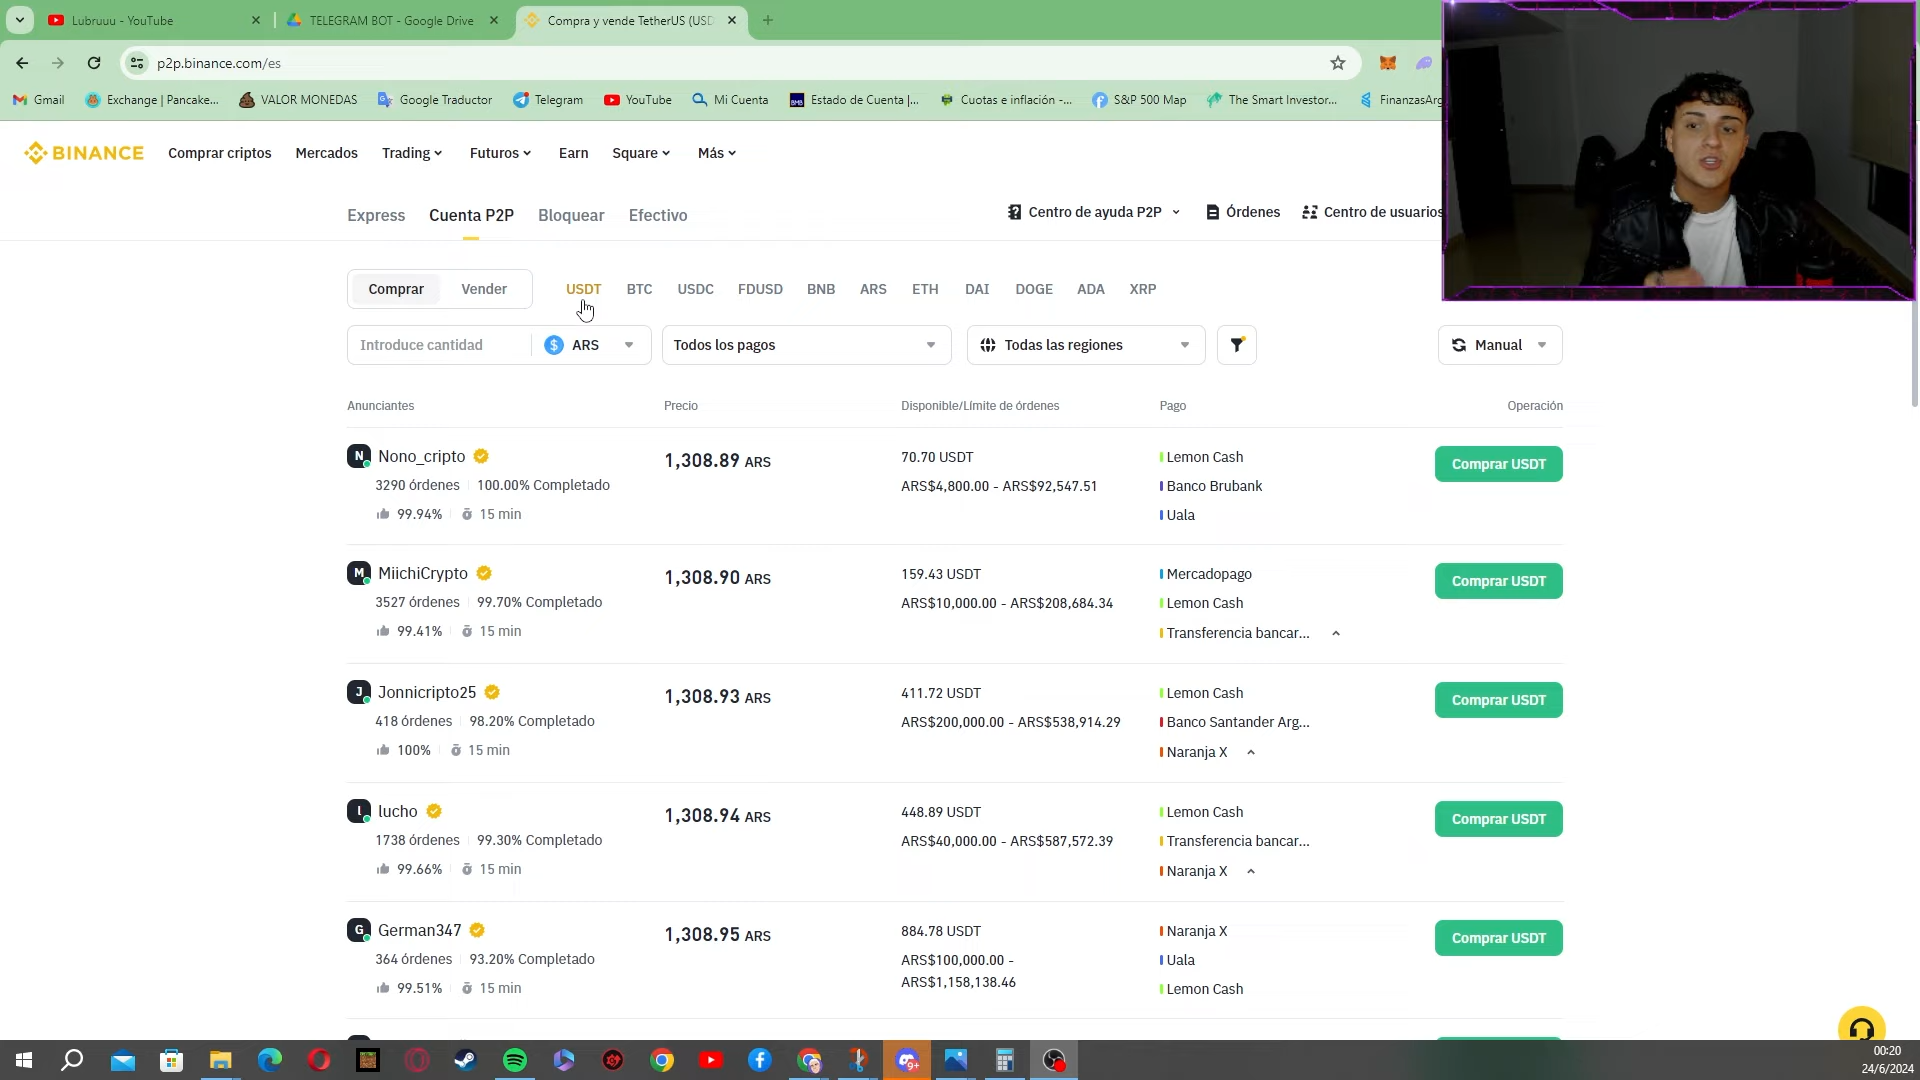 Lubruuu - YouTube
TELEGRAM BOT - Google Drive
Compra y vende TetherUS (USD
p2p.binance.com/es
Gmail
Exchange | Pancake...
VALOR MONEDAS
Google Traductor
Telegram
YouTube
Mi Cuenta
Estado de Cuenta |...
Cuotas e inflación -...
S&P 500 Map
The Smart Investor...
FinanzasArg
BINANCE
Comprar criptos
Mercados
Trading
Futuros
Earn
Square
Más
Express
Cuenta P2P
Bloquear
Efectivo
Centro de ayuda P2P
Órdenes
Centro de usuarios
Comprar
Vender
USDT
BTC
USDC
FDUSD
BNB
ARS
ETH
DAI
DOGE
ADA
XRP
Introduce cantidad
$ ARS
Todos los pagos
Todas las regiones
Manual
Anunciantes
Precio
Disponible/Límite de órdenes
Pago
Operación
N Nono_cripto
3290 órdenes 100.00% Completado
99.94% 15 min
1,308.89 ARS
70.70 USDT
ARS$4,800.00 - ARS$92,547.51
Lemon Cash
Banco Brubank
Uala
Comprar USDT
M MiichiCrypto
3527 órdenes 99.70% Completado
99.41% 15 min
1,308.90 ARS
159.43 USDT
ARS$10,000.00 - ARS$208,684.34
Mercadopago
Lemon Cash
Transferencia bancar...
Comprar USDT
J Jonnicripto25
418 órdenes 98.20% Completado
100% 15 min
1,308.93 ARS
411.72 USDT
ARS$200,000.00 - ARS$538,914.29
Lemon Cash
Banco Santander Arg...
Naranja X
Comprar USDT
l lucho
1738 órdenes 99.30% Completado
99.66% 15 min
1,308.94 ARS
448.89 USDT
ARS$40,000.00 - ARS$587,572.39
Lemon Cash
Transferencia bancar...
Naranja X
Comprar USDT
G German347
364 órdenes 93.20% Completado
99.51% 15 min
1,308.95 ARS
884.78 USDT
ARS$100,000.00 -
ARS$1,158,138.46
Naranja X
Uala
Lemon Cash
Comprar USDT
9+
00:20
24/6/2024